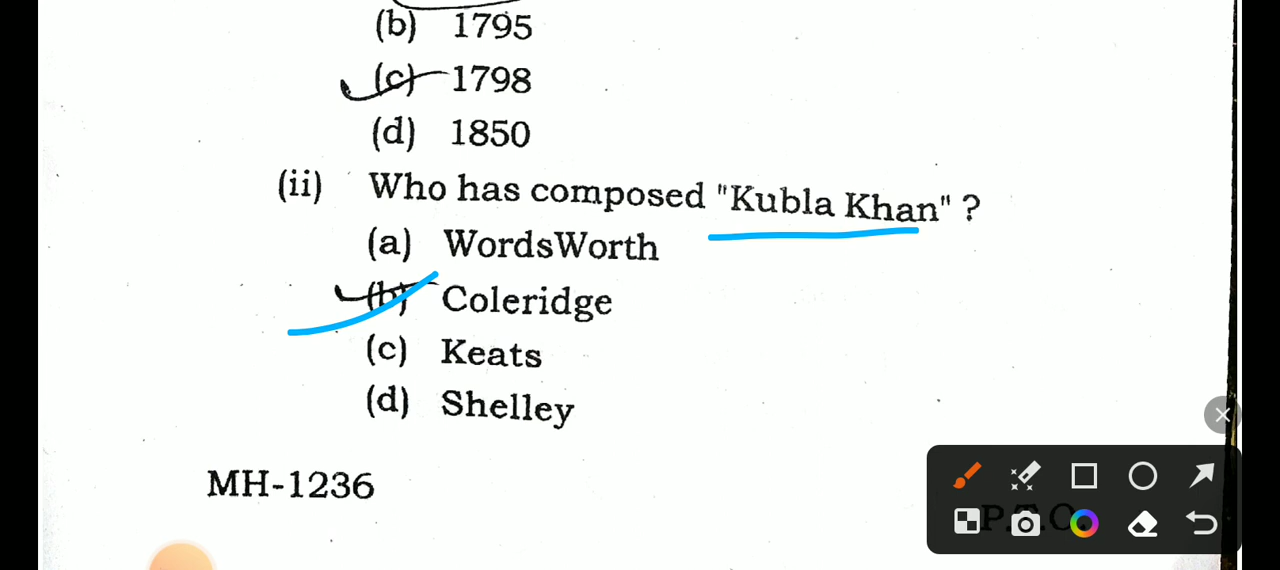 (b) 1795
(c) 1798
(d) 1850
(ii) Who has composed "Kubla Khan" ?
(a) WordsWorth
(b) Coleridge
(c) Keats
(d) Shelley
MH-1236
P.T.O.